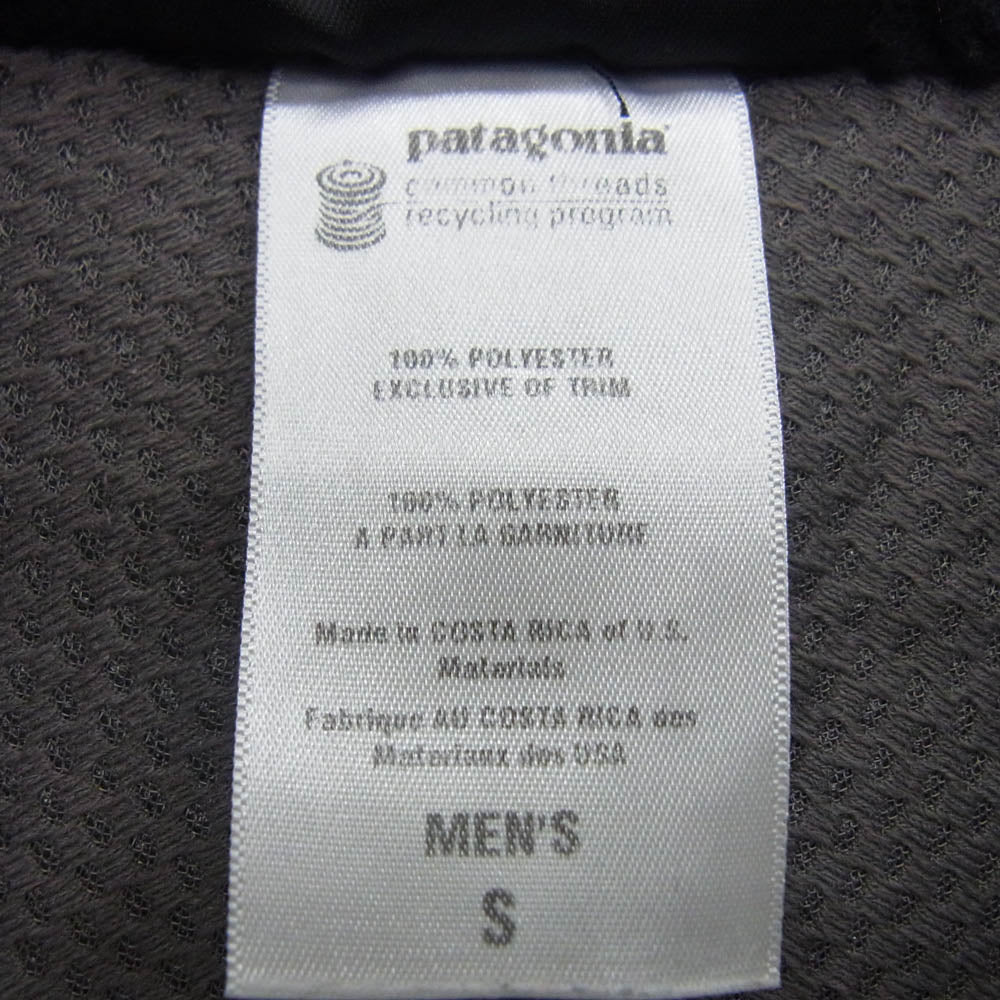 patagonia
common threads
recycling program
100% POLYESTER
EXCLUSIVE OF TRIM
100% POLYESTER
A PART LA GARNITURE
Made in COSTA RICA of U.S.
Materials
Fabrique AU COSTA RICA des
Materiaux des USA
MEN'S
S